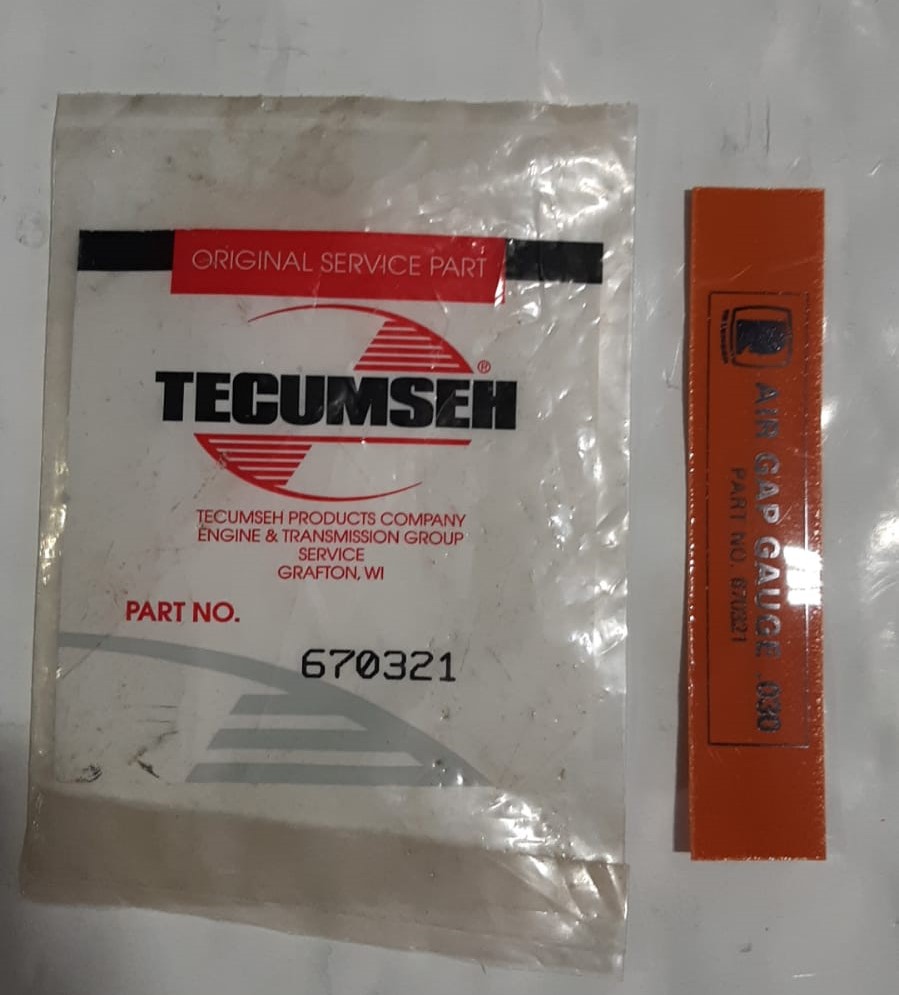 ORIGINAL SERVICE PART
TECUMSEH®
TECUMSEH PRODUCTS COMPANY
ENGINE & TRANSMISSION GROUP
SERVICE
GRAFTON, WI
PART NO.
670321
AIR GAP GAUGE .030
PART NO. 670321